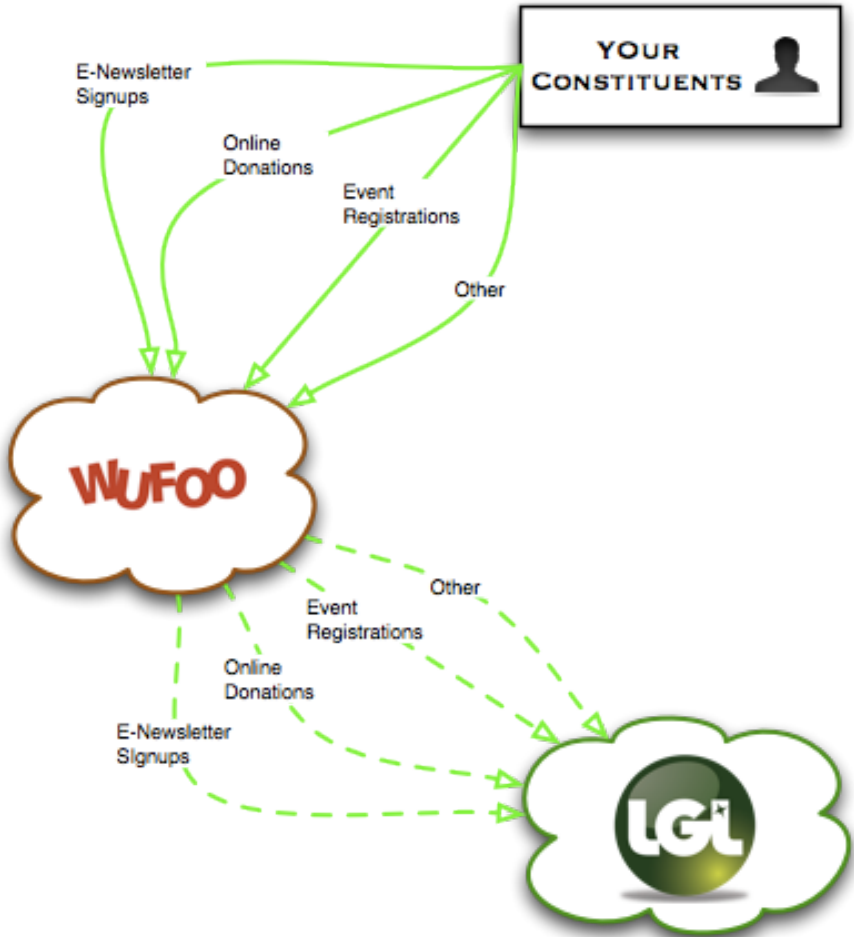 YOur
Constituents
E-Newsletter
Signups
Online
Donations
Event
Registrations
Other
WUFOO
Other
Event
Registrations
Online
Donations
E-Newsletter
SIgnups
LGL